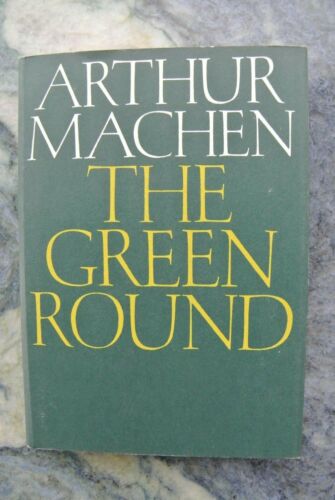 ARTHUR
MACHEN
THE
GREEN
ROUND